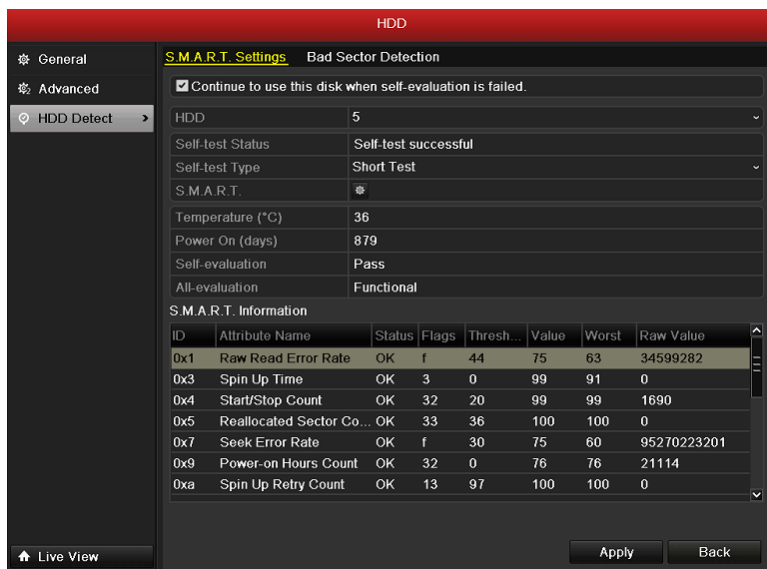 HDD
General
Advanced
HDD Detect
Live View
S.M.A.R.T. Settings Bad Sector Detection
Continue to use this disk when self-evaluation is failed.
HDD 5
Self-test Status Self-test successful
Self-test Type Short Test
S.M.A.R.T.
Temperature (°C) 36
Power On (days) 879
Self-evaluation Pass
All-evaluation Functional
S.M.A.R.T. Information
ID Attribute Name Status Flags Thresh... Value Worst Raw Value
0x1 Raw Read Error Rate OK f 44 75 63 34599282
0x3 Spin Up Time OK 3 0 99 91 0
0x4 Start/Stop Count OK 32 20 99 99 1690
0x5 Reallocated Sector Co... OK 33 36 100 100 0
0x7 Seek Error Rate OK f 30 75 60 95270223201
0x9 Power-on Hours Count OK 32 0 76 76 21114
0xa Spin Up Retry Count OK 13 97 100 100 0
Apply Back